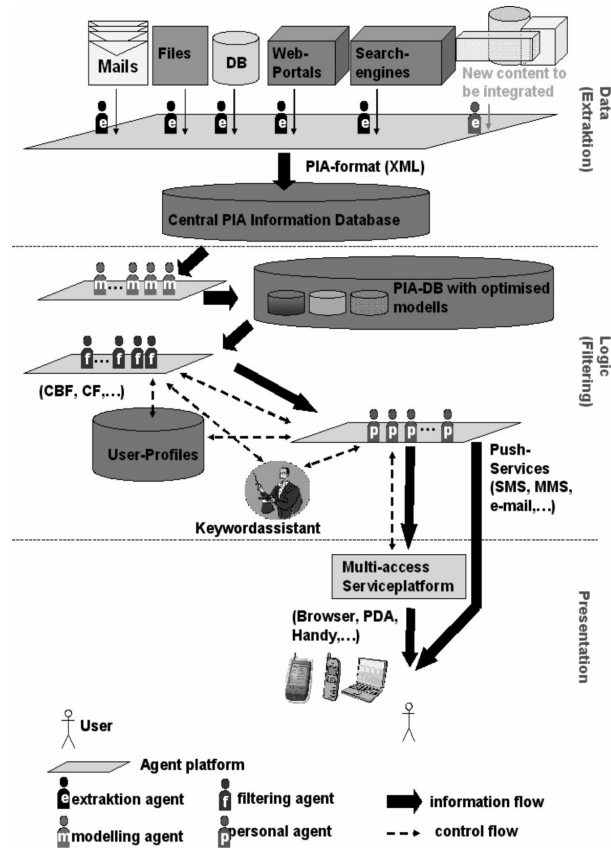 Mails
Files
DB
Web-
Portals
Search-
engines
New content to
be integrated
Data
(Extraktion)
e e e e e e
PIA-format (XML)
Central PIA Information Database
m ... m m m
PIA-DB with optimised
modells
f ... f f f
(CBF, CF,...)
Logic
(Filtering)
User-Profiles
p p p ... p
Keywordassistant
Push-
Services
(SMS, MMS,
e-mail,...)
Multi-access
Serviceplatform
(Browser, PDA,
Handy,...)
Presentation
User
Agent platform
e extraktion agent
f filtering agent
information flow
m modelling agent
p personal agent
control flow